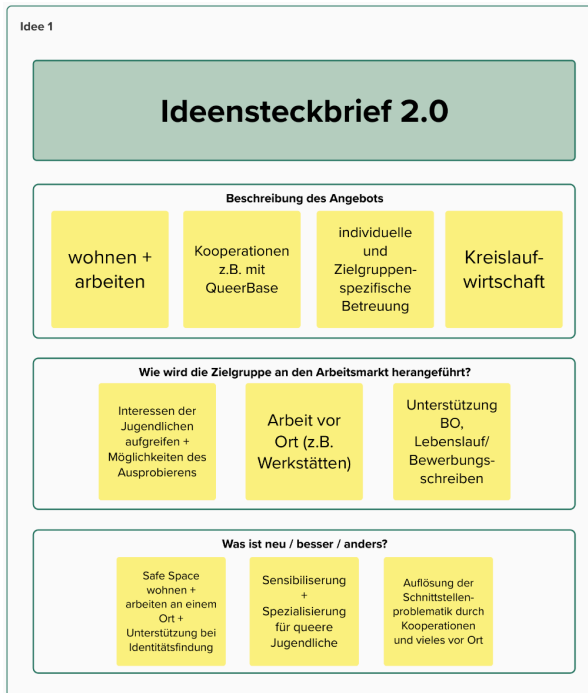 Idee 1
Ideensteckbrief 2.0
Beschreibung des Angebots
wohnen +
arbeiten
Kooperationen
z.B. mit
QueerBase
individuelle
und
Zielgruppen-
spezifische
Betreuung
Kreislauf-
wirtschaft
Wie wird die Zielgruppe an den Arbeitsmarkt herangeführt?
Interessen der
Jugendlichen
aufgreifen +
Möglichkeiten des
Ausprobierens
Arbeit vor
Ort (z.B.
Werkstätten)
Unterstützung
BO,
Lebenslauf/
Bewerbungs-
schreiben
Was ist neu / besser / anders?
Safe Space
wohnen +
arbeiten an einem
Ort +
Unterstützung bei
Identitätsfindung
Sensibiliserung
+
Spezialisierung
für queere
Jugendliche
Auflösung der
Schnittstellen-
problematik durch
Kooperationen
und vieles vor Ort